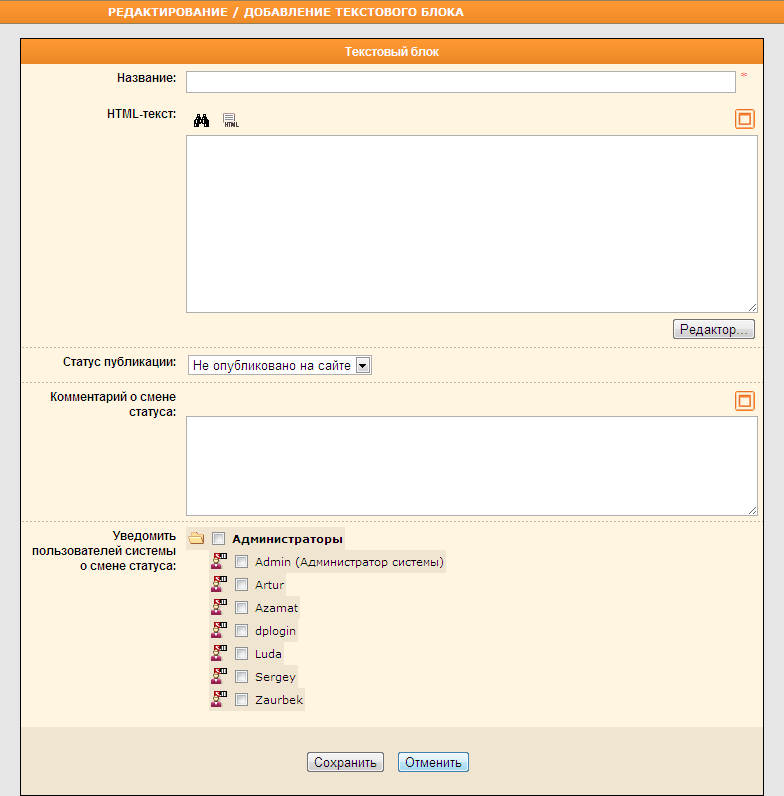 РЕДАКТИРОВАНИЕ / ДОБАВЛЕНИЕ ТЕКСТОВОГО БЛОКА
Текстовый блок
Название: *
HTML-текст:
HTML
Редактор...
Статус публикации: Не опубликовано на сайте
Комментарий о смене
статуса:
Уведомить
пользователей системы
о смене статуса:
Администраторы
Admin (Администратор системы)
Artur
Azamat
dplogin
Luda
Sergey
Zaurbek
Сохранить Отменить